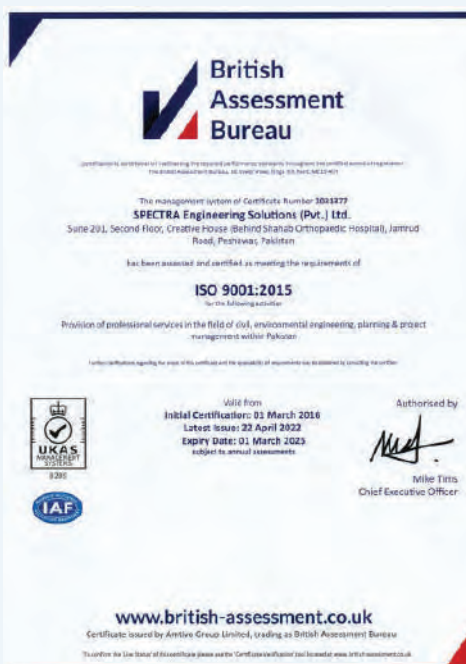 British
Assessment
Bureau
The management system of Certificate Number
SPECTRA Engineering Solutions (Pvt.) Ltd.
Second Floor, Creative House (Behind Shahab Orthopaedic Hospital), Jamrud
Road, Peshawar, Pakistan
has been assessed and certified as meeting the requirements of
ISO 9001:2015
for the following activities
Provision of professional services in the field of civil, environmental engineering, planning & project
management within Pakistan
Valid from
Initial Certification: 01 March 2016
Latest Issue: 22 April 2022
Expiry Date: 01 March 2025
subject to annual assessments
UKAS
MANAGEMENT
SYSTEMS
IAF
Authorised by
Mike
Chief Executive Officer
www.british-assessment.co.uk
Certificate issued by Amtivo Group Limited, trading as British Assessment Bureau